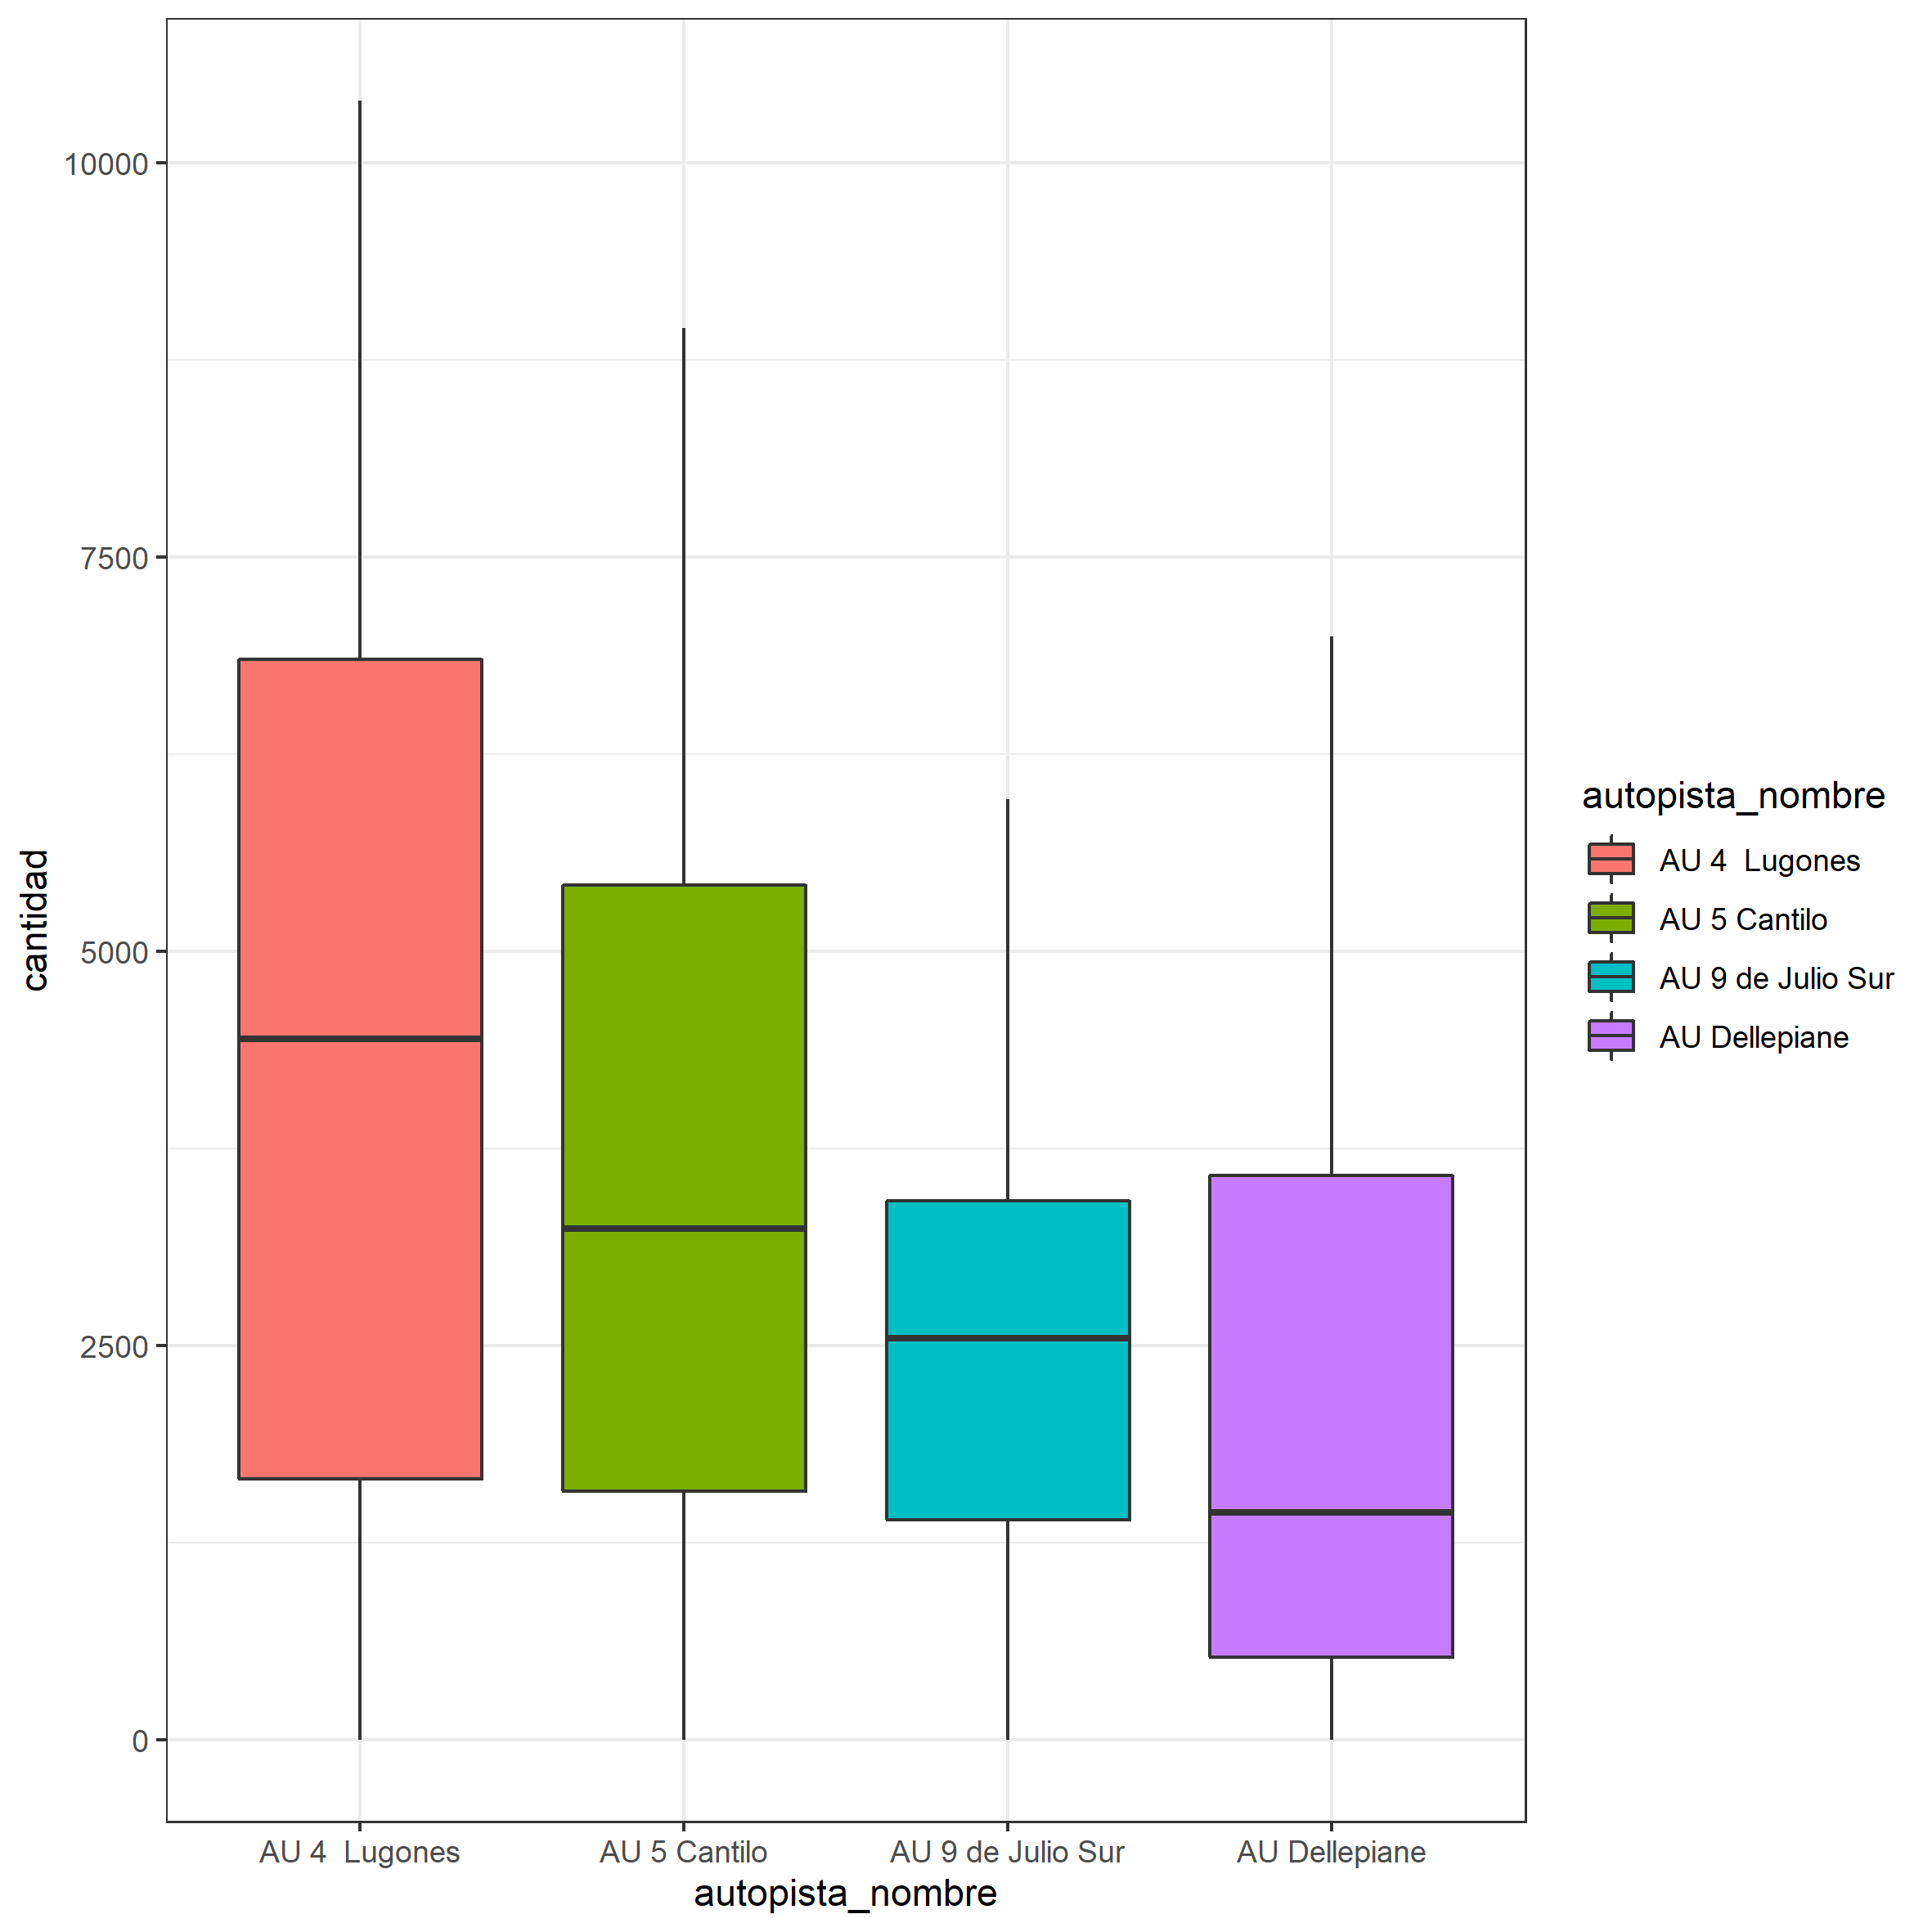 cantidad
10000
7500
5000
2500
0
AU 4  Lugones
AU 5 Cantilo
AU 9 de Julio Sur
AU Dellepiane
autopista_nombre
autopista_nombre
AU 4  Lugones
AU 5 Cantilo
AU 9 de Julio Sur
AU Dellepiane